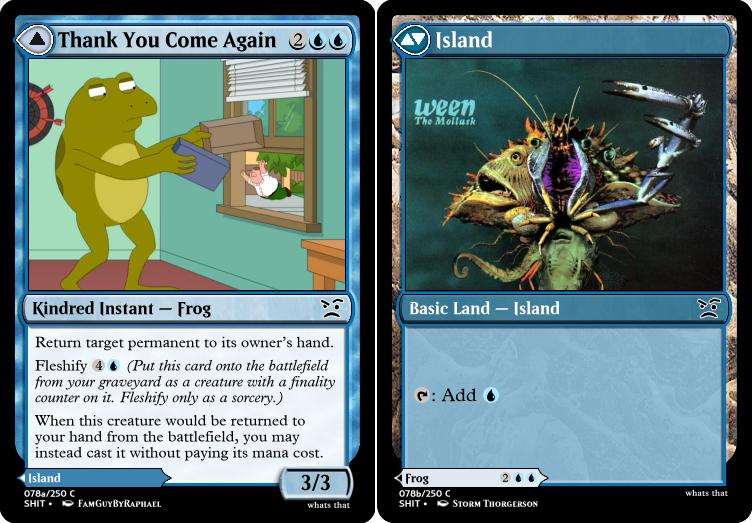 Thank You Come Again 2
Kindred Instant — Frog
Return target permanent to its owner's hand.
Fleshify 4 (Put this card onto the battlefield
from your graveyard as a creature with a finality
counter on it. Fleshify only as a sorcery.)
When this creature would be returned to
your hand from the battlefield, you may
instead cast it without paying its mana cost.
Island
3/3
078a/250 C
SHIT • FamGuyByRaphael
whats that
Island
ween
The Mollusk
Basic Land — Island
: Add
Frog 2
078b/250 C
SHIT • Storm Thorgerson
whats that